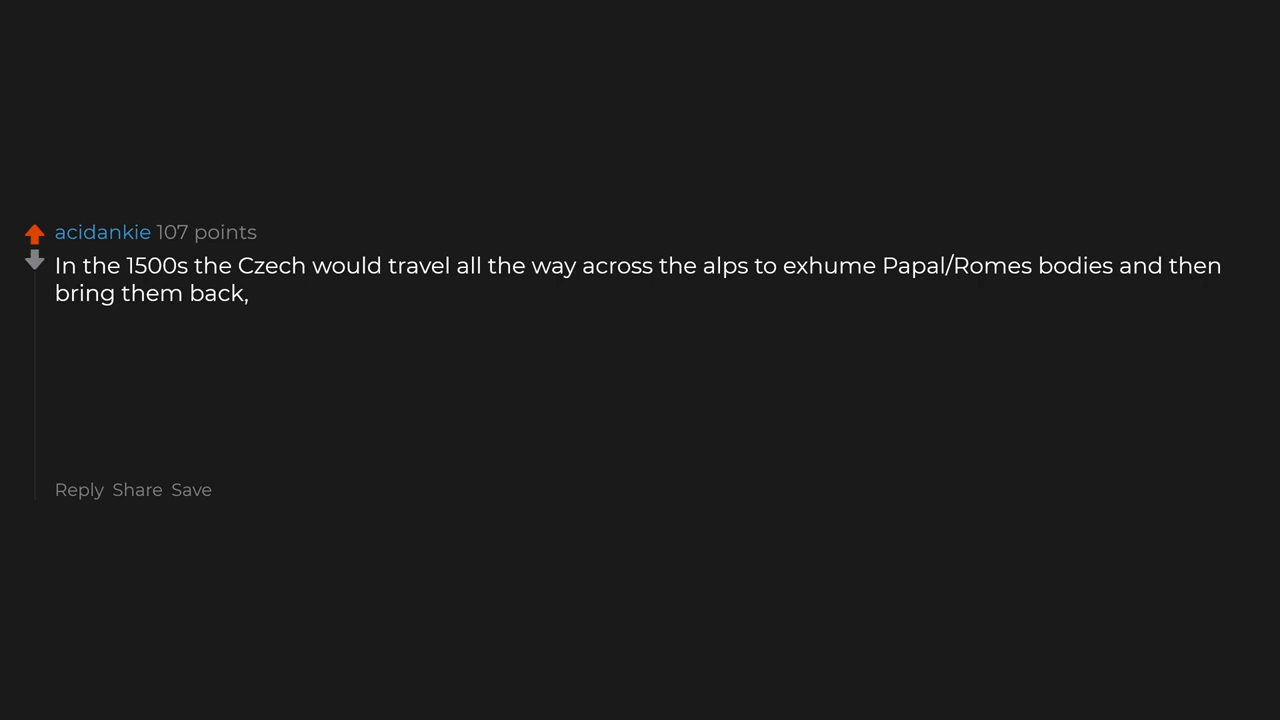 acidankie 107 points
In the 1500s the Czech would travel all the way across the alps to exhume Papal/Romes bodies and then
bring them back,
Reply Share Save